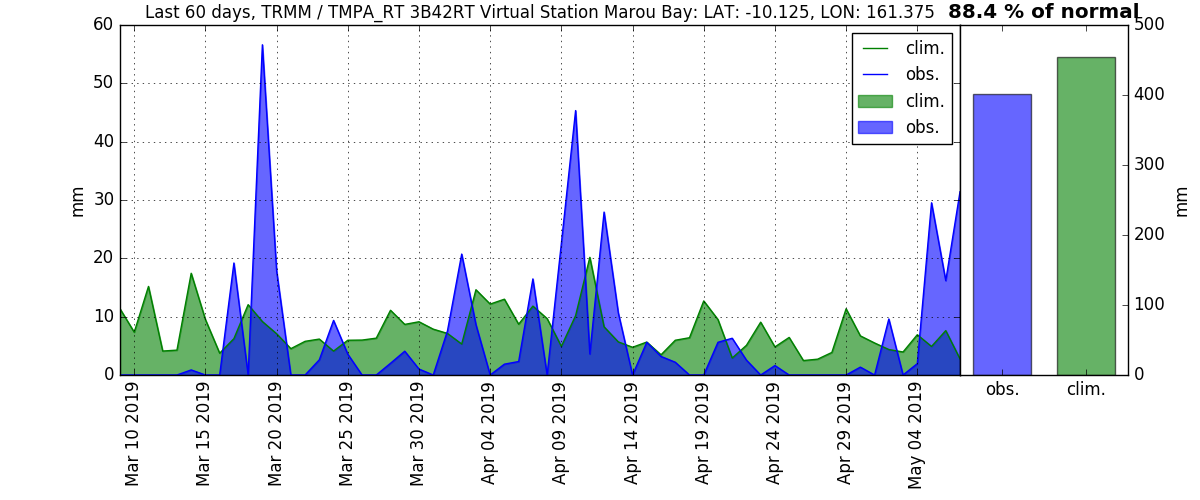 Last 60 days, TRMM / TMPA_RT 3B42RT Virtual Station Marou Bay: LAT: -10.125, LON: 161.375
88.4 % of normal
60
50
40
30
20
10
0
mm
clim.
obs.
clim.
obs.
500
400
300
200
100
0
mm
Mar 10 2019
Mar 15 2019
Mar 20 2019
Mar 25 2019
Mar 30 2019
Apr 04 2019
Apr 09 2019
Apr 14 2019
Apr 19 2019
Apr 24 2019
Apr 29 2019
May 04 2019
obs.
clim.